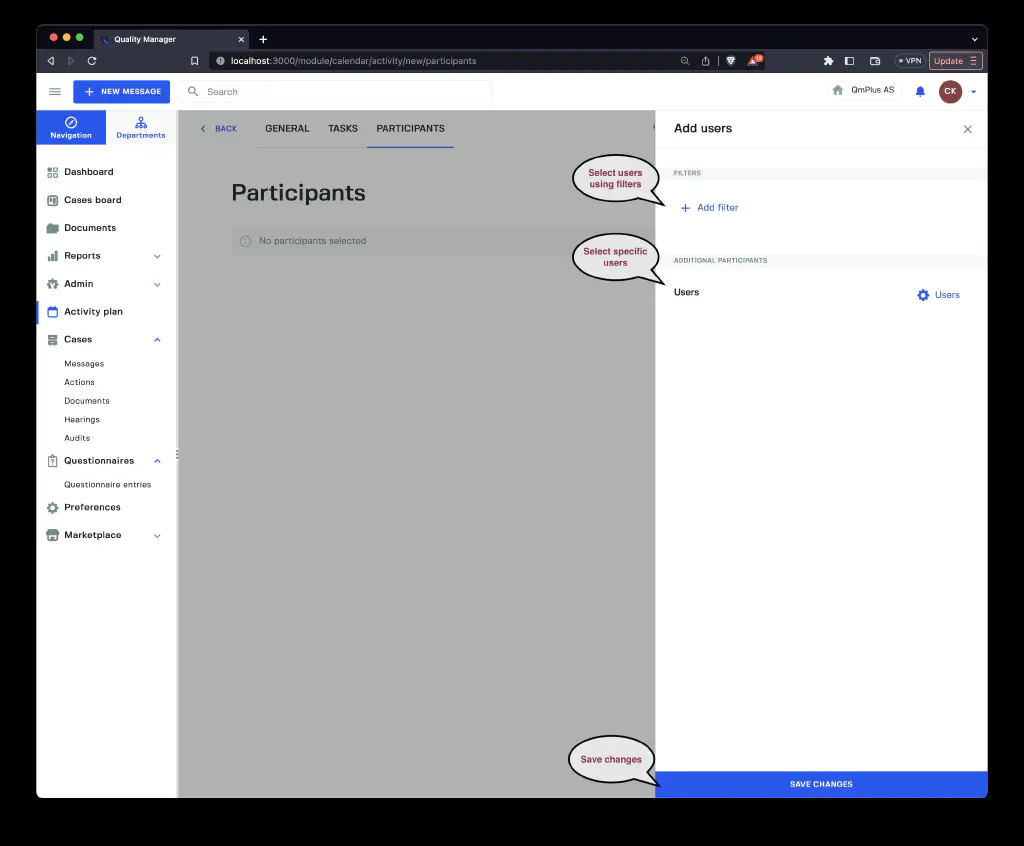 Quality Manager
localhost:3000/module/calendar/activity/new/participants
VPN
Update
NEW MESSAGE
Search
QmPlus AS
CK
Navigation
Departments
Dashboard
Cases board
Documents
Reports
Admin
Activity plan
Cases
Messages
Actions
Documents
Hearings
Audits
Questionnaires
Questionnaire entries
Preferences
Marketplace
BACK
GENERAL
TASKS
PARTICIPANTS
Participants
No participants selected
Add users
Select users
using filters
FILTERS
Add filter
Select specific
users
ADDITIONAL PARTICIPANTS
Users
Users
Save changes
SAVE CHANGES